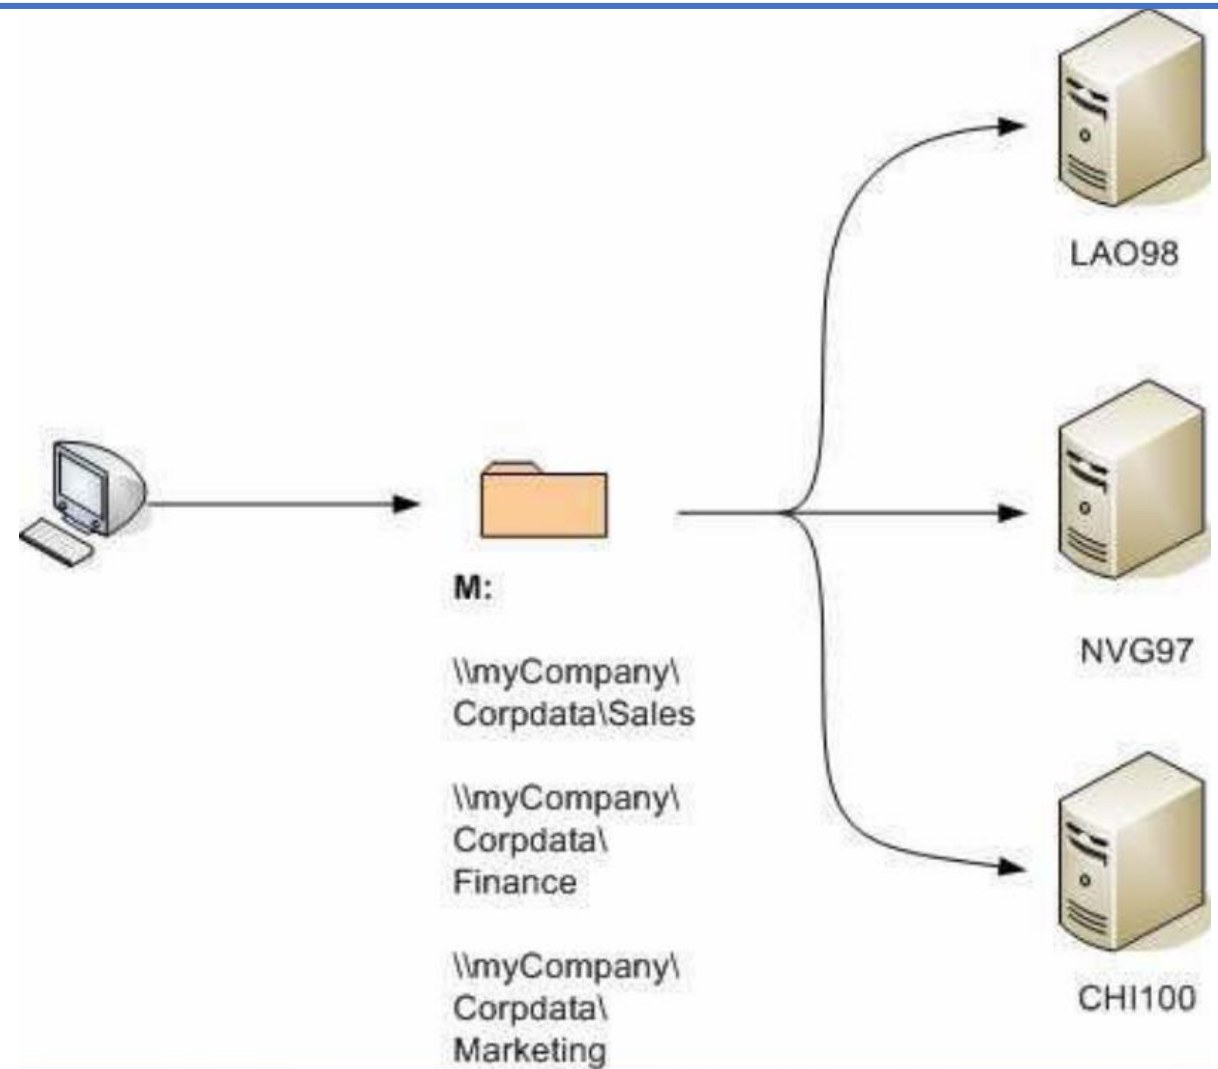 LAO98
M:
\\myCompany\
Corpdata\Sales
\\myCompany\
Corpdata\
Finance
\\myCompany\
Corpdata\
Marketing
NVG97
CHI100